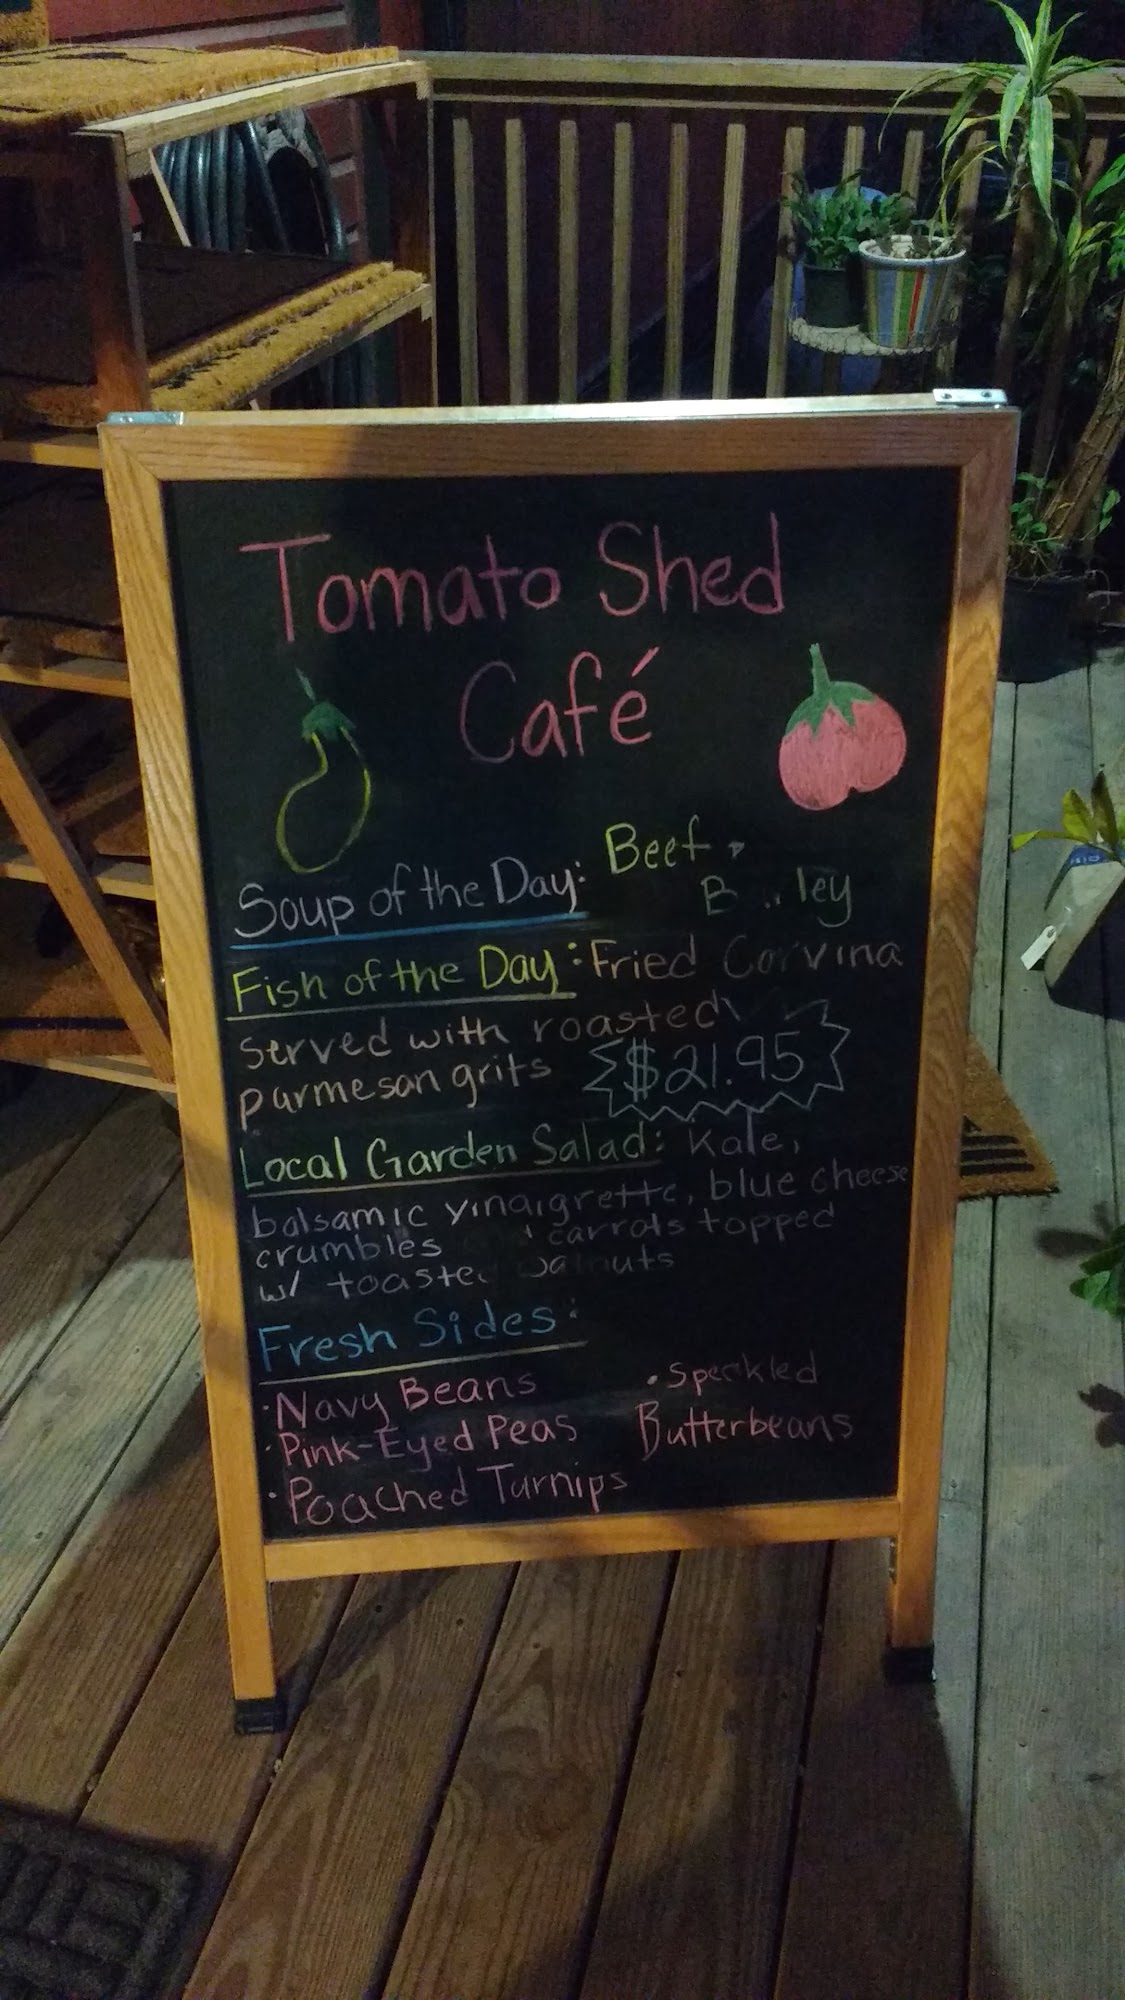 Tomato Shed
Café
Soup of the Day: Beef
Fish of the Day: Fried Corvina
served with roasted
parmesan grits $21.95
Local Garden Salad: Kale,
balsamic vinaigrette, blue cheese
crumbles carrots topped
w/ toasted walnuts
Fresh Sides:
• Navy Beans
• Pink-Eyed Peas
• Poached Turnips
• Speckled
Butterbeans